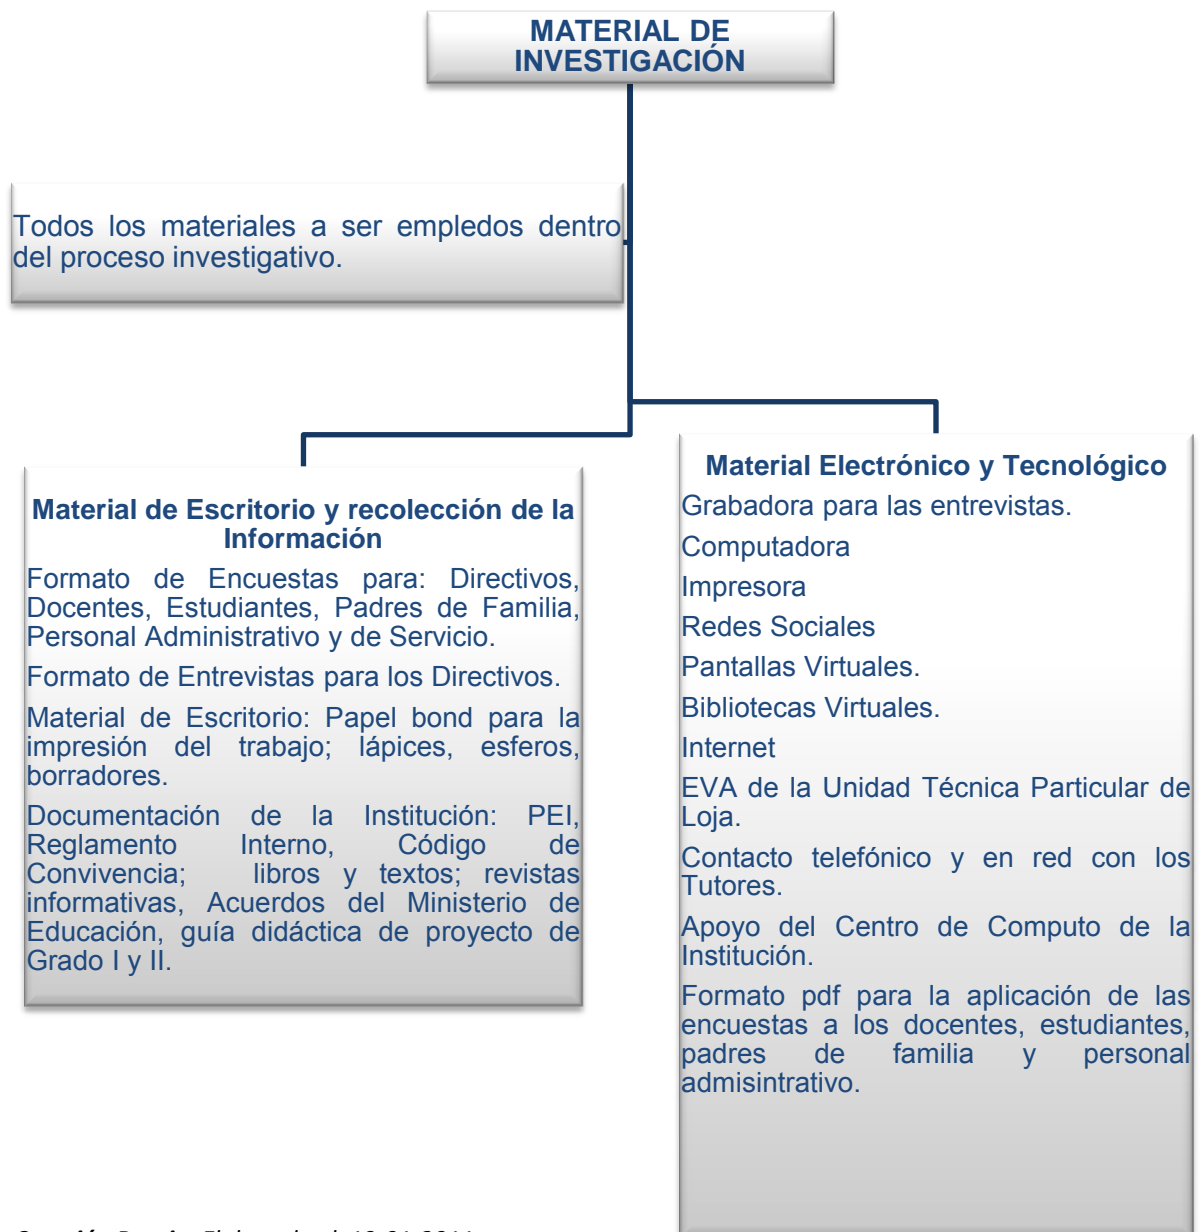 MATERIAL DE
INVESTIGACIÓN
Todos los materiales a ser empledos dentro
del proceso investigativo.
Material de Escritorio y recolección de la
Información
Formato de Encuestas para: Directivos,
Docentes, Estudiantes, Padres de Familia,
Personal Administrativo y de Servicio.
Formato de Entrevistas para los Directivos.
Material de Escritorio: Papel bond para la
impresión del trabajo; lápices, esferos,
borradores.
Documentación de la Institución: PEI,
Reglamento Interno, Código de
Convivencia; libros y textos; revistas
informativas, Acuerdos del Ministerio de
Educación, guía didáctica de proyecto de
Grado I y II.
Material Electrónico y Tecnológico
Grabadora para las entrevistas.
Computadora
Impresora
Redes Sociales
Pantallas Virtuales.
Bibliotecas Virtuales.
Internet
EVA de la Unidad Técnica Particular de
Loja.
Contacto telefónico y en red con los
Tutores.
Apoyo del Centro de Computo de la
Institución.
Formato pdf para la aplicación de las
encuestas a los docentes, estudiantes,
padres de familia y personal
admisintrativo.